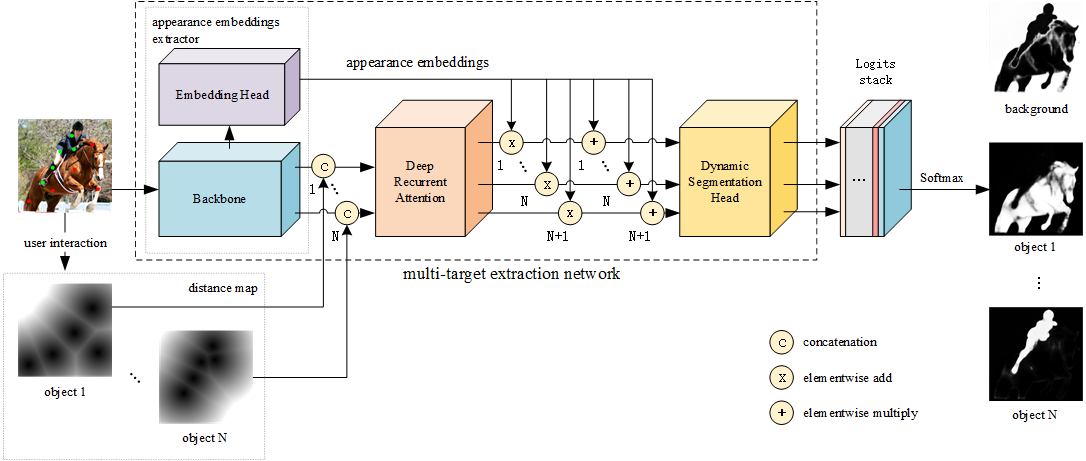 appearance embeddings
extractor
Embedding Head
appearance embeddings
Logits
stack
background
Backbone
C
1
⋱
C
N
Deep
Recurrent
Attention
x
1
⋱
x
N
x
N+1
+
1
⋱
+
N
+
N+1
Dynamic
Segmentation
Head
...
Softmax
object 1
⋮
object N
user interaction
multi-target extraction network
distance map
object 1
⋱
object N
C
concatenation
x
elementwise add
+
elementwise multiply